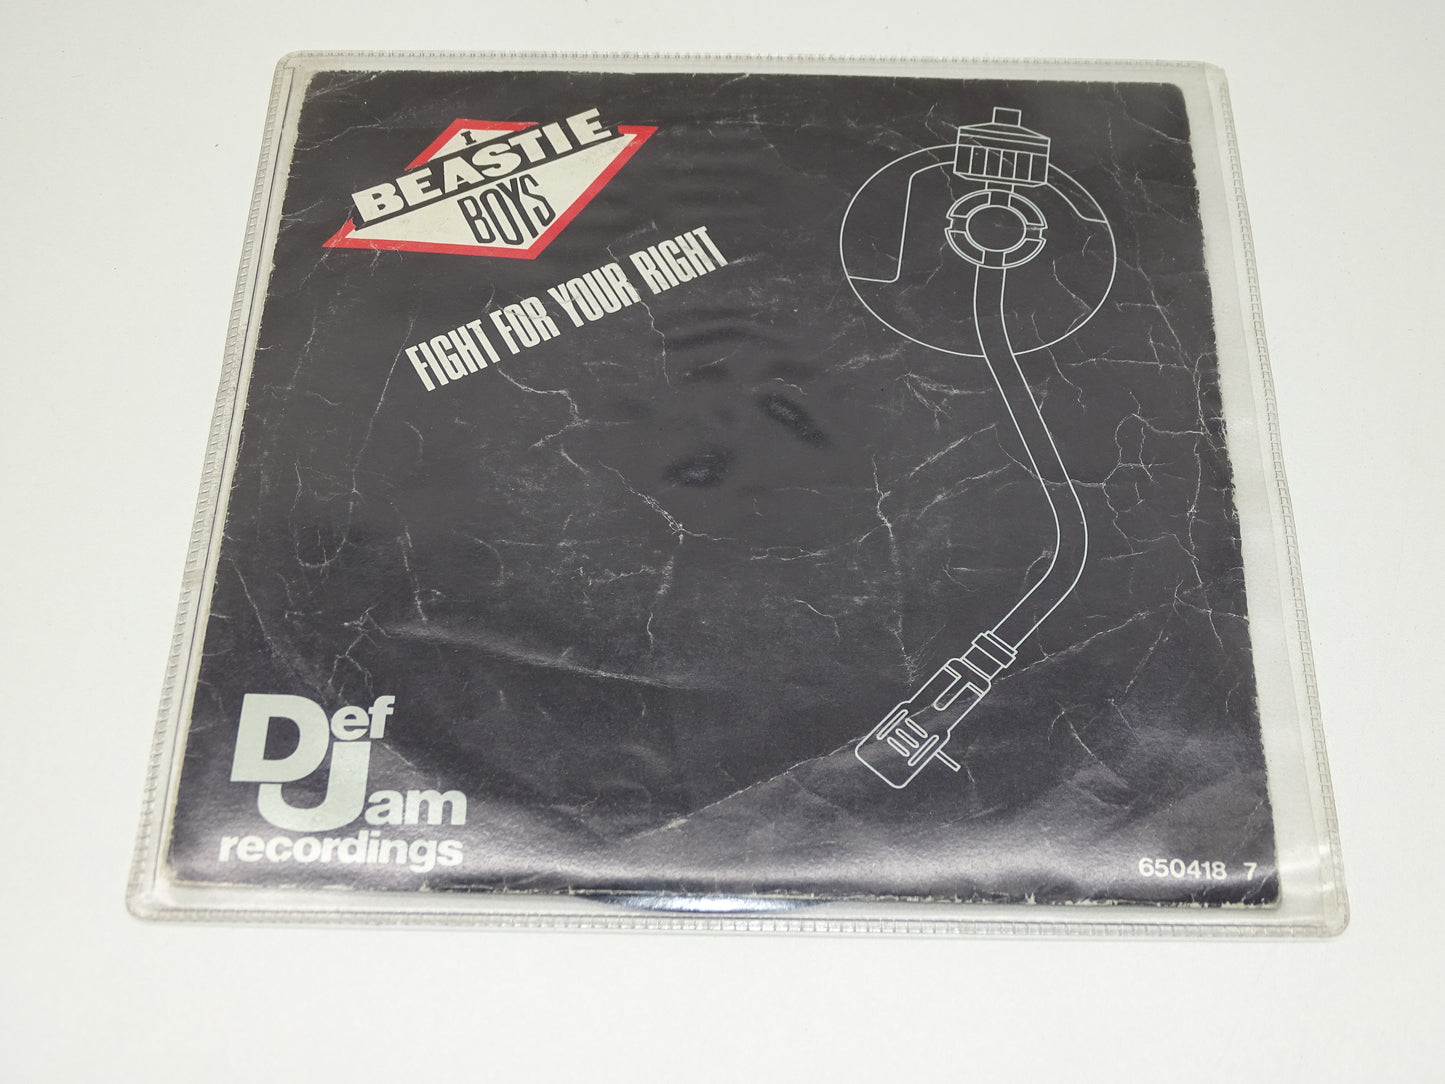 BEASTIE
BOYS
FIGHT FOR YOUR RIGHT
Def
Jam
recordings
650418 7